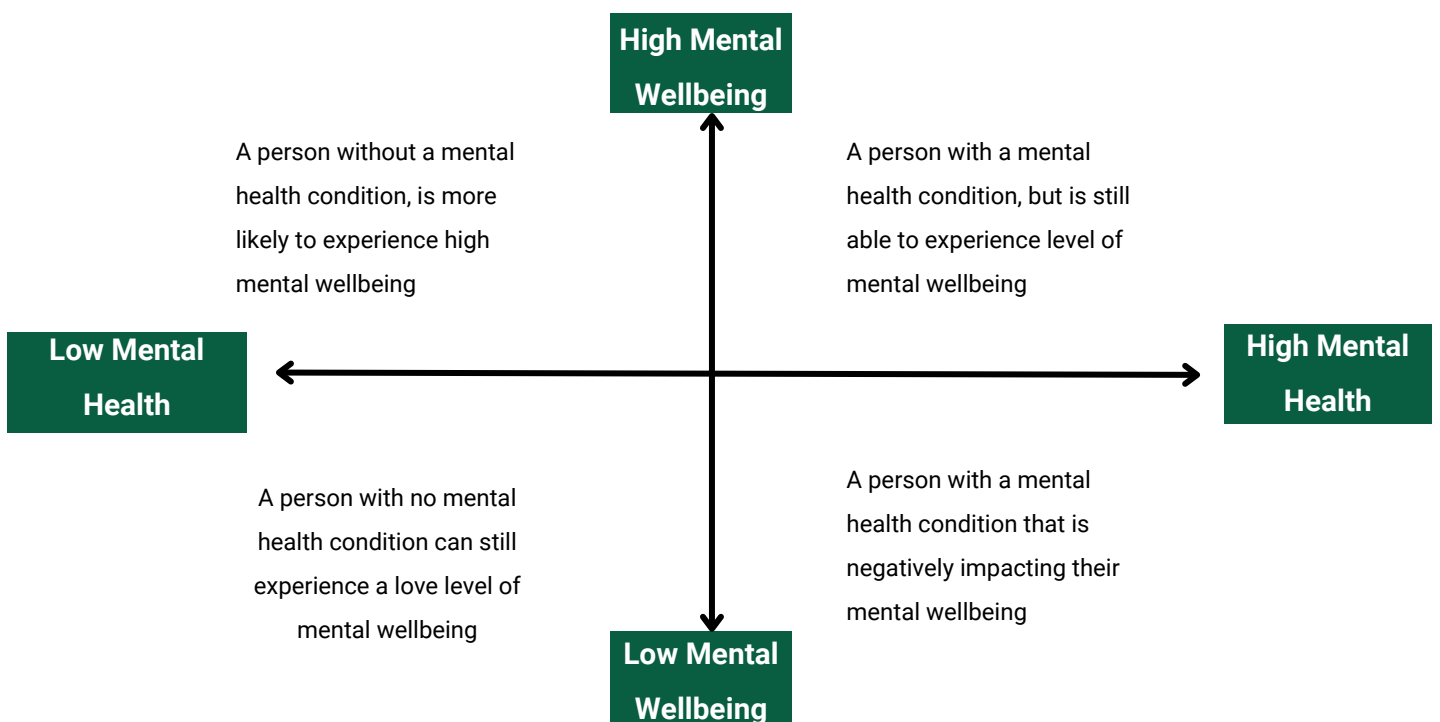 High Mental
Wellbeing
A person without a mental
health condition, is more
likely to experience high
mental wellbeing
A person with a mental
health condition, but is still
able to experience level of
mental wellbeing
Low Mental
Health
High Mental
Health
A person with no mental
health condition can still
experience a love level of
mental wellbeing
A person with a mental
health condition that is
negatively impacting their
mental wellbeing
Low Mental
Wellbeing